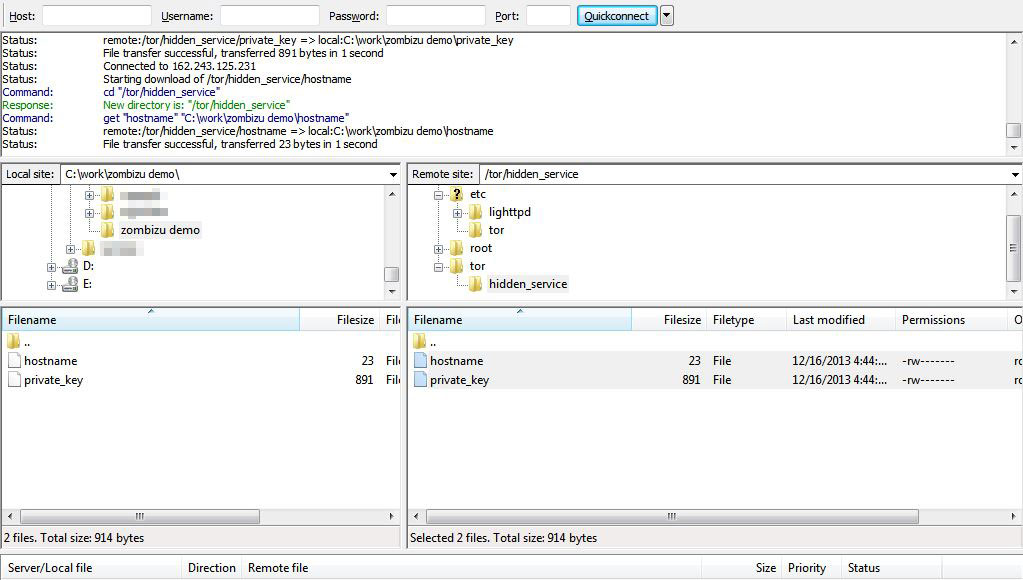 Host: Username: Password: Port: Quickconnect
Status: remote:/tor/hidden_service/private_key => local:C:\work\zombizu demo\private_key
Status: File transfer successful, transferred 891 bytes in 1 second
Status: Connected to 162.243.125.231
Status: Starting download of /tor/hidden_service/hostname
Command: cd "/tor/hidden_service"
Response: New directory is: "/tor/hidden_service"
Command: get "hostname" "C:\work\zombizu demo\hostname"
Status: remote:/tor/hidden_service/hostname => local:C:\work\zombizu demo\hostname
Status: File transfer successful, transferred 23 bytes in 1 second
Local site: C:\work\zombizu demo\
zombizu demo
D:
E:
Remote site: /tor/hidden_service
? etc
lighttpd
tor
root
tor
hidden_service
Filename Filesize File
..
hostname 23 File
private_key 891 File
2 files. Total size: 914 bytes
Filename Filesize Filetype Last modified Permissions O
..
hostname 23 File 12/16/2013 4:44:... -rw------- ro
private_key 891 File 12/16/2013 4:44:... -rw------- ro
Selected 2 files. Total size: 914 bytes
Server/Local file Direction Remote file Size Priority Status